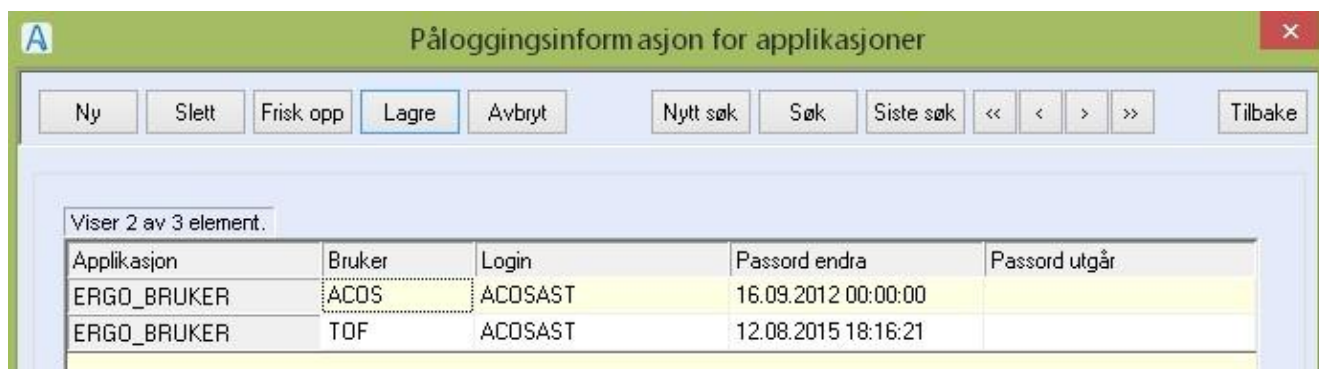 Påloggingsinformasjon for applikasjoner
Ny Slett Frisk opp Lagre Avbryt Nytt søk Søk Siste søk << < > >> Tilbake
Viser 2 av 3 element.
Applikasjon Bruker Login Passord endra Passord utgår
ERGO_BRUKER ACOS ACOSAST 16.09.2012 00:00:00
ERGO_BRUKER TOF ACOSAST 12.08.2015 18:16:21